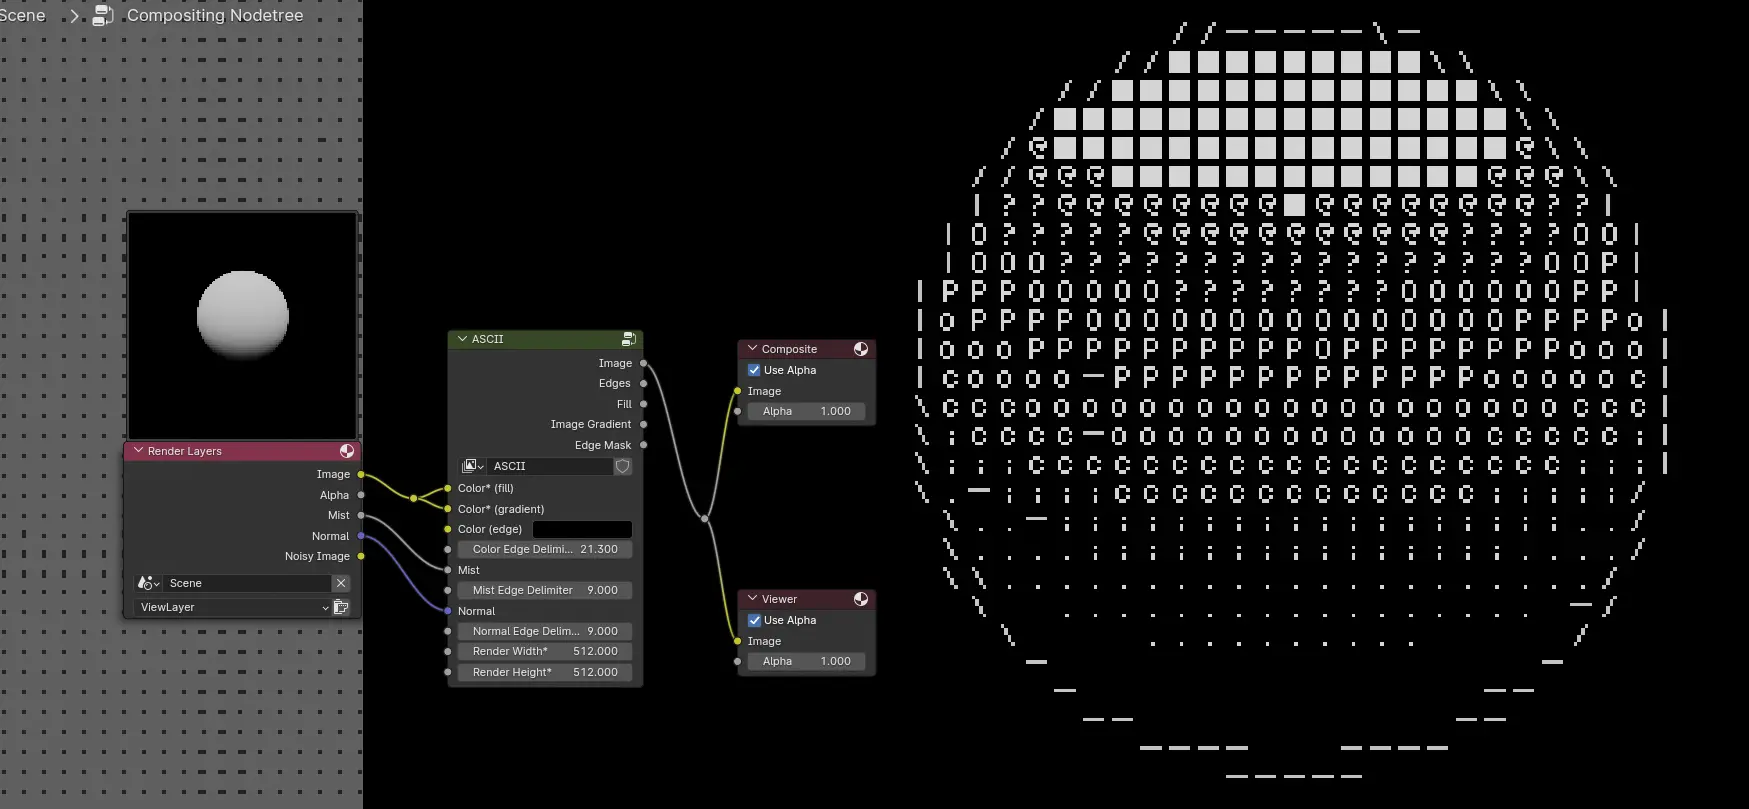 Scene > Compositing Nodetree
Render Layers
Image
Alpha
Mist
Normal
Noisy Image
Scene
ViewLayer
ASCII
Image
Edges
Fill
Image Gradient
Edge Mask
ASCII
Color* (fill)
Color* (gradient)
Color (edge)
Color Edge Delimi... 21.300
Mist
Mist Edge Delimiter 9.000
Normal
Normal Edge Delim... 9.000
Render Width* 512.000
Render Height* 512.000
Composite
Use Alpha
Image
Alpha 1.000
Viewer
Use Alpha
Image
Alpha 1.000